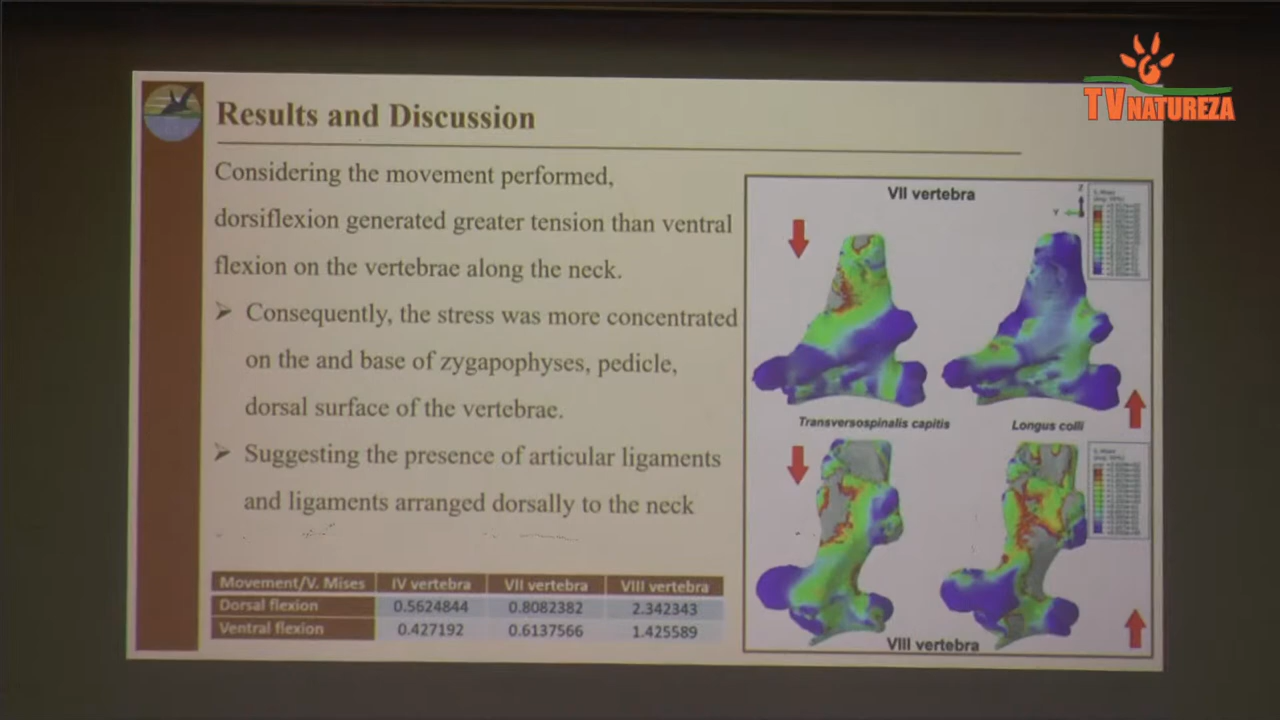 TV NATUREZA
Results and Discussion
Considering the movement performed,
dorsiflexion generated greater tension than ventral
flexion on the vertebrae along the neck.
➢ Consequently, the stress was more concentrated
on the and base of zygapophyses, pedicle,
dorsal surface of the vertebrae.
➢ Suggesting the presence of articular ligaments
and ligaments arranged dorsally to the neck
Movement/V. Mises IV vertebra VII vertebra VIII vertebra
Dorsal flexion 0.5624844 0.8082382 2.342343
Ventral flexion 0.427192 0.6137566 1.425589
VII vertebra
Z
Y
Transversospinalis capitis Longus colli
VIII vertebra